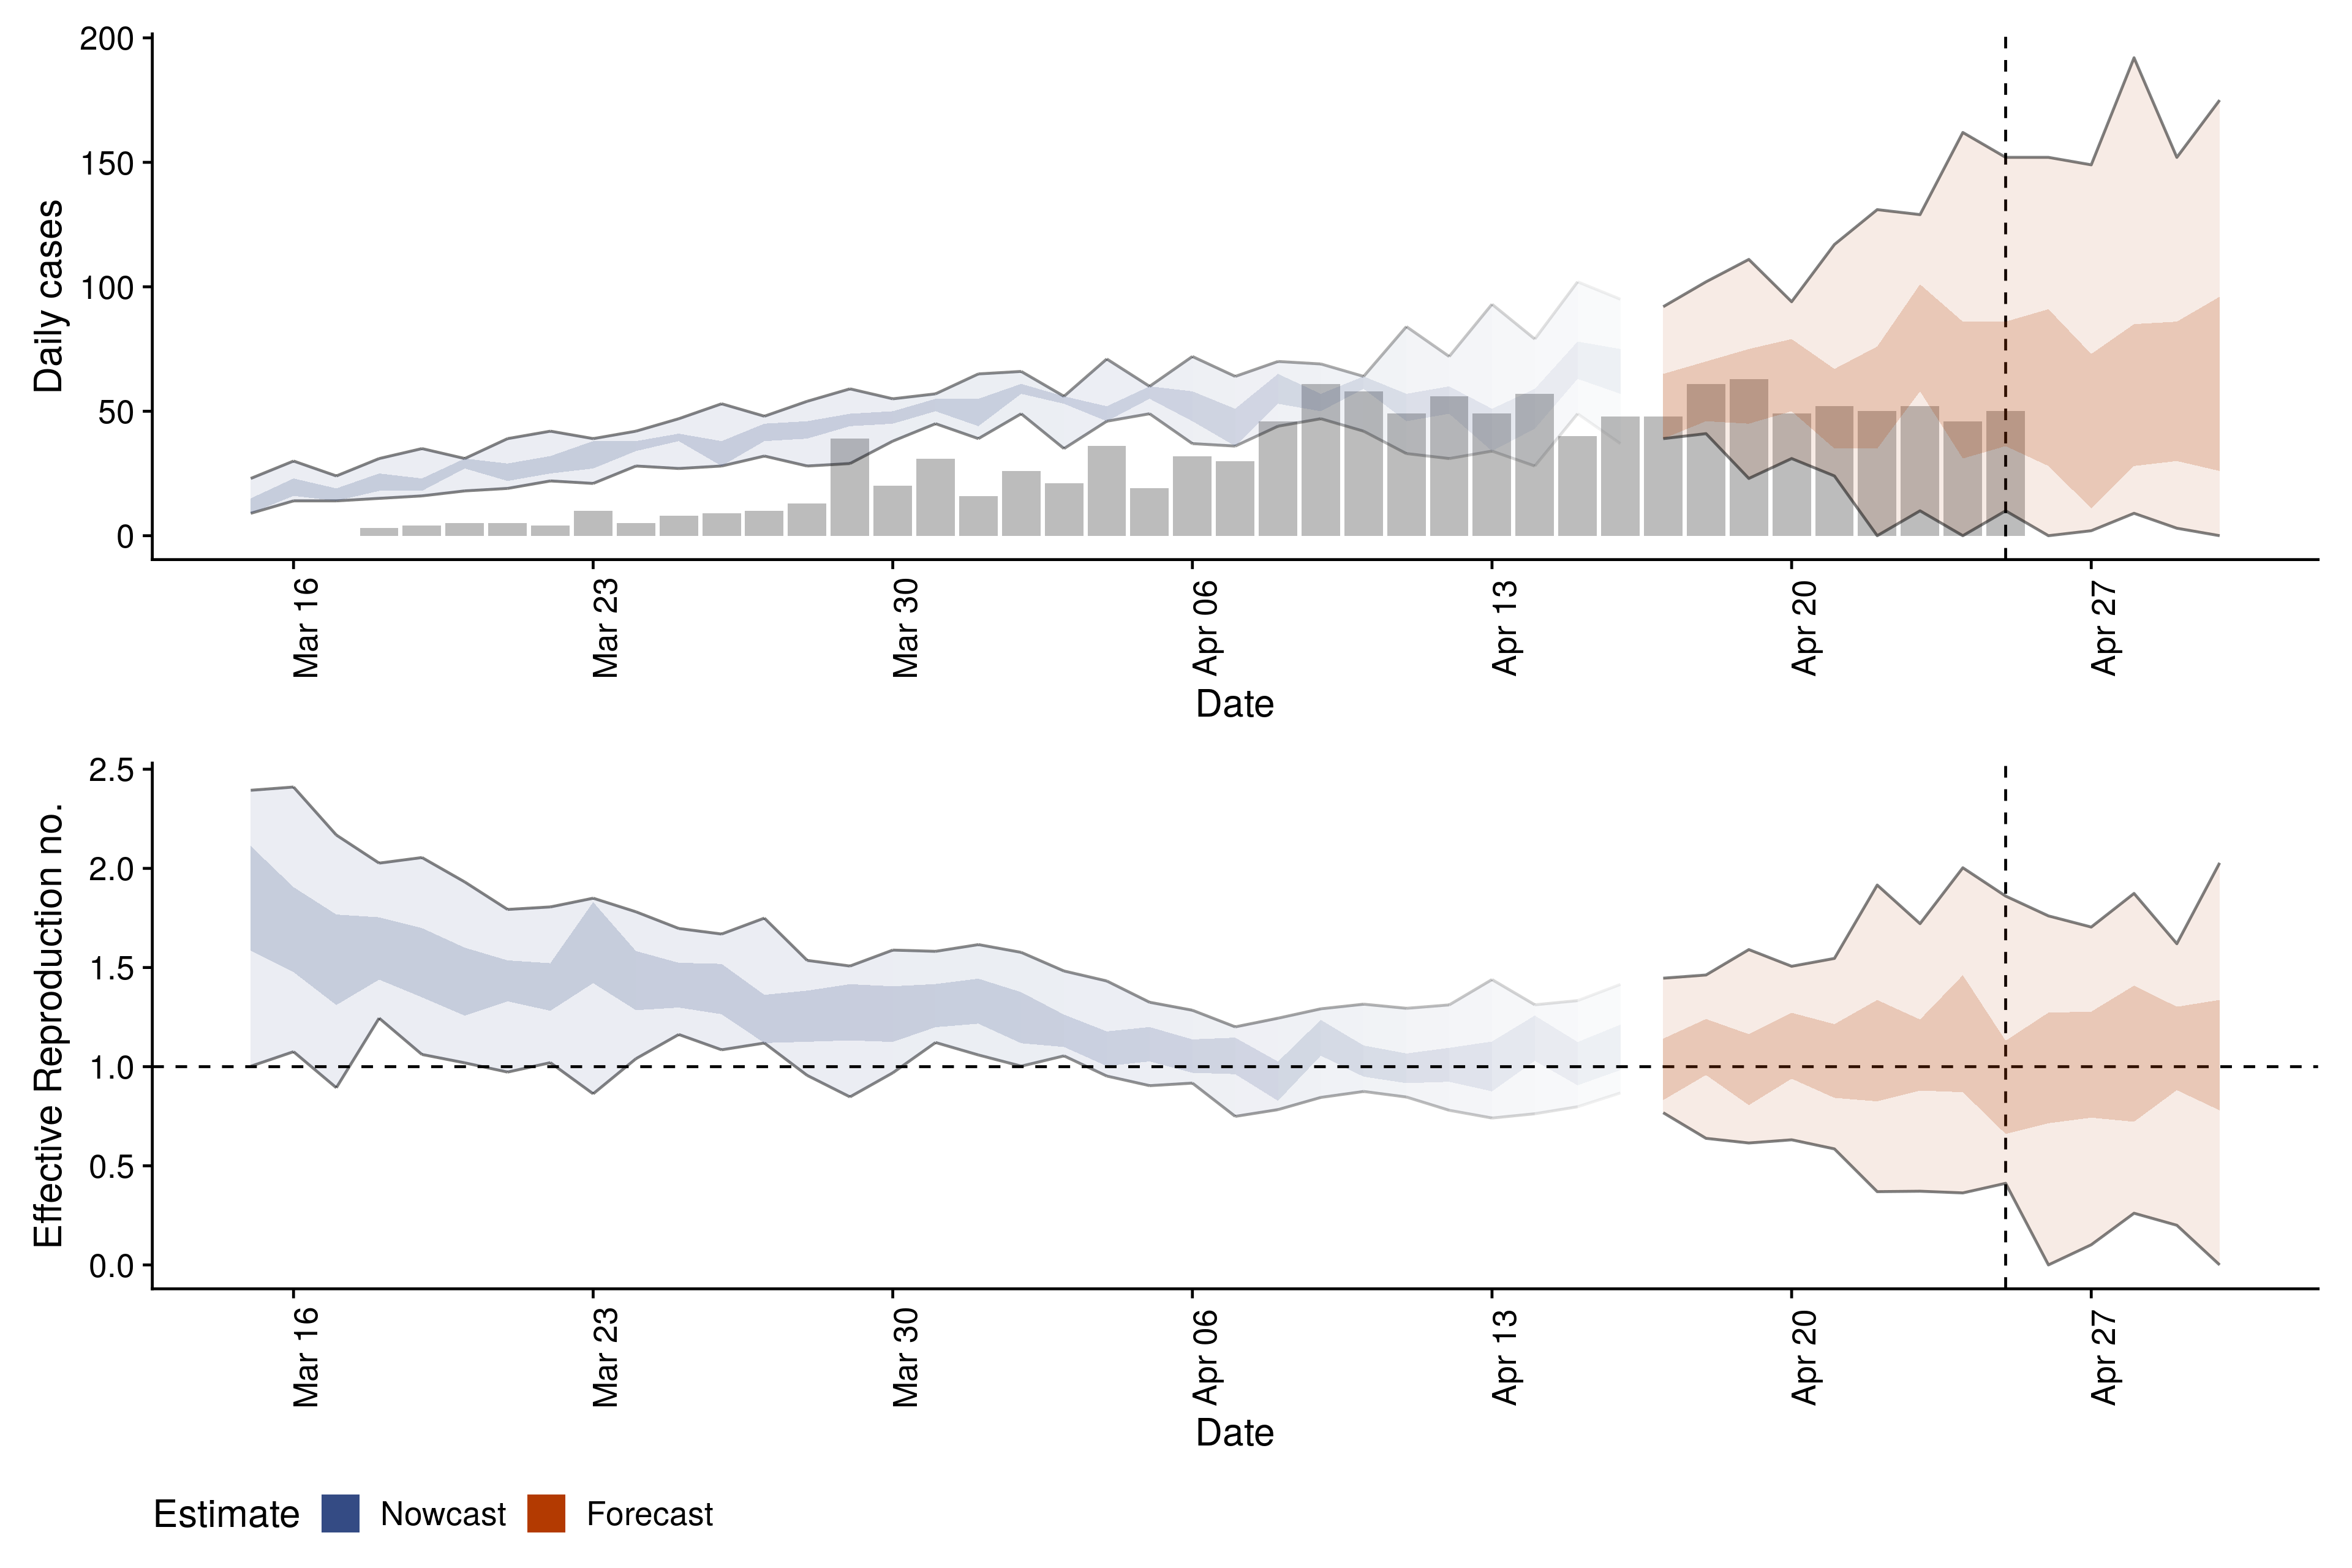 200
150
100
50
0
Daily cases
Mar 16
Mar 23
Mar 30
Apr 06
Apr 13
Apr 20
Apr 27
Date
2.5
2.0
1.5
1.0
0.5
0.0
Effective Reproduction no.
Mar 16
Mar 23
Mar 30
Apr 06
Apr 13
Apr 20
Apr 27
Date
Estimate Nowcast Forecast